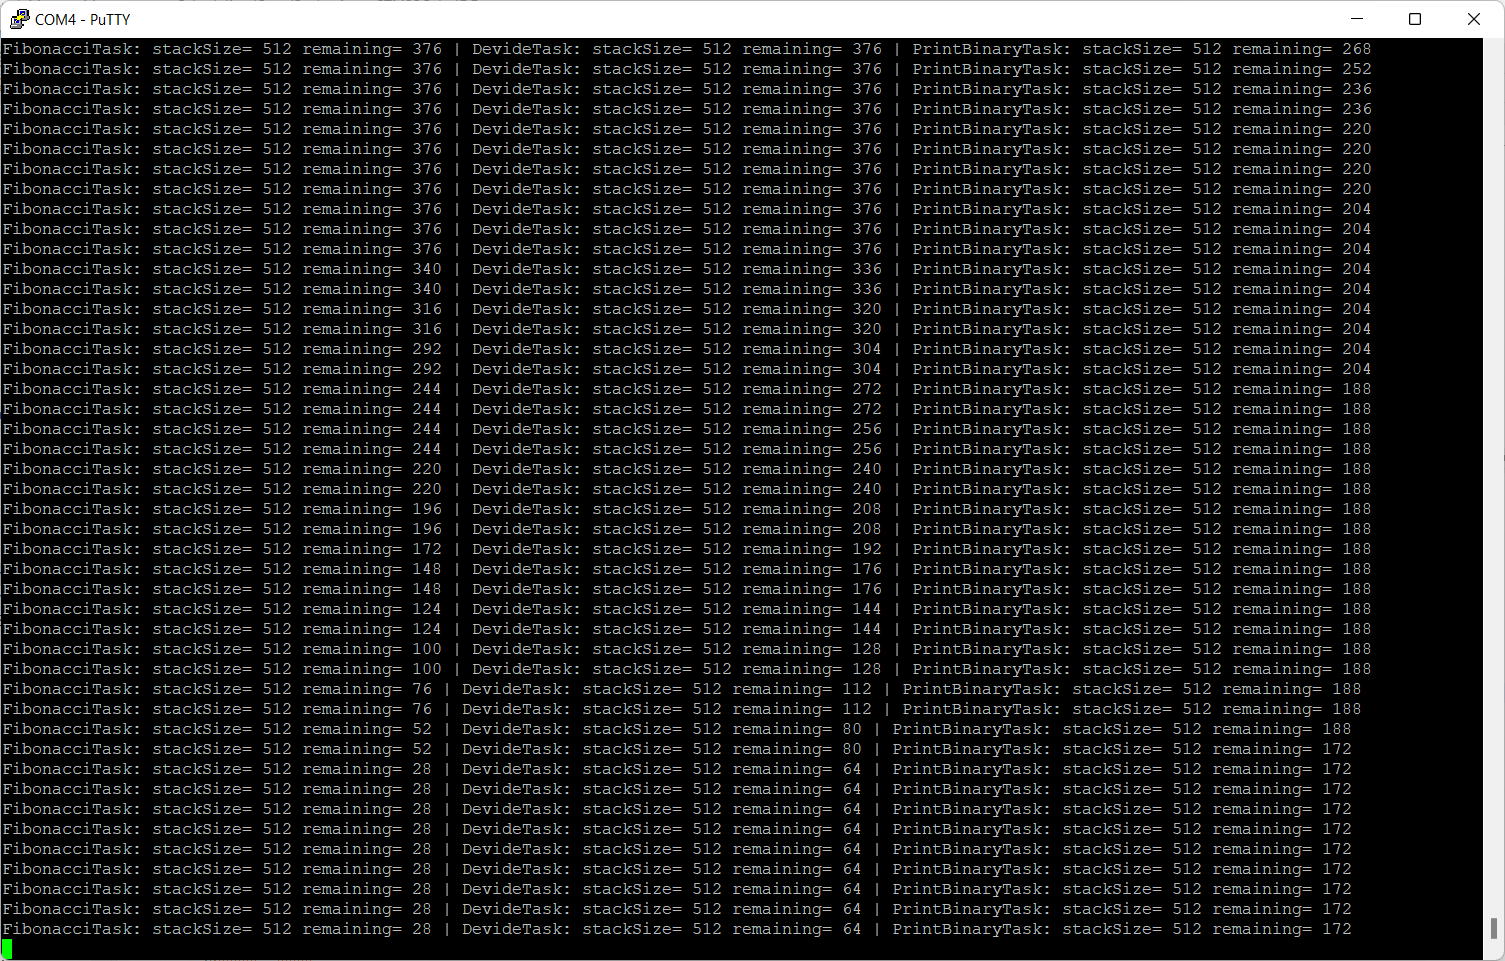 COM4 - PuTTY
FibonacciTask: stackSize= 512 remaining= 376 | DevideTask: stackSize= 512 remaining= 376 | PrintBinaryTask: stackSize= 512 remaining= 268
FibonacciTask: stackSize= 512 remaining= 376 | DevideTask: stackSize= 512 remaining= 376 | PrintBinaryTask: stackSize= 512 remaining= 252
FibonacciTask: stackSize= 512 remaining= 376 | DevideTask: stackSize= 512 remaining= 376 | PrintBinaryTask: stackSize= 512 remaining= 236
FibonacciTask: stackSize= 512 remaining= 376 | DevideTask: stackSize= 512 remaining= 376 | PrintBinaryTask: stackSize= 512 remaining= 236
FibonacciTask: stackSize= 512 remaining= 376 | DevideTask: stackSize= 512 remaining= 376 | PrintBinaryTask: stackSize= 512 remaining= 220
FibonacciTask: stackSize= 512 remaining= 376 | DevideTask: stackSize= 512 remaining= 376 | PrintBinaryTask: stackSize= 512 remaining= 220
FibonacciTask: stackSize= 512 remaining= 376 | DevideTask: stackSize= 512 remaining= 376 | PrintBinaryTask: stackSize= 512 remaining= 220
FibonacciTask: stackSize= 512 remaining= 376 | DevideTask: stackSize= 512 remaining= 376 | PrintBinaryTask: stackSize= 512 remaining= 220
FibonacciTask: stackSize= 512 remaining= 376 | DevideTask: stackSize= 512 remaining= 376 | PrintBinaryTask: stackSize= 512 remaining= 204
FibonacciTask: stackSize= 512 remaining= 376 | DevideTask: stackSize= 512 remaining= 376 | PrintBinaryTask: stackSize= 512 remaining= 204
FibonacciTask: stackSize= 512 remaining= 376 | DevideTask: stackSize= 512 remaining= 376 | PrintBinaryTask: stackSize= 512 remaining= 204
FibonacciTask: stackSize= 512 remaining= 340 | DevideTask: stackSize= 512 remaining= 336 | PrintBinaryTask: stackSize= 512 remaining= 204
FibonacciTask: stackSize= 512 remaining= 340 | DevideTask: stackSize= 512 remaining= 336 | PrintBinaryTask: stackSize= 512 remaining= 204
FibonacciTask: stackSize= 512 remaining= 316 | DevideTask: stackSize= 512 remaining= 320 | PrintBinaryTask: stackSize= 512 remaining= 204
FibonacciTask: stackSize= 512 remaining= 316 | DevideTask: stackSize= 512 remaining= 320 | PrintBinaryTask: stackSize= 512 remaining= 204
FibonacciTask: stackSize= 512 remaining= 292 | DevideTask: stackSize= 512 remaining= 304 | PrintBinaryTask: stackSize= 512 remaining= 204
FibonacciTask: stackSize= 512 remaining= 292 | DevideTask: stackSize= 512 remaining= 304 | PrintBinaryTask: stackSize= 512 remaining= 204
FibonacciTask: stackSize= 512 remaining= 244 | DevideTask: stackSize= 512 remaining= 272 | PrintBinaryTask: stackSize= 512 remaining= 188
FibonacciTask: stackSize= 512 remaining= 244 | DevideTask: stackSize= 512 remaining= 272 | PrintBinaryTask: stackSize= 512 remaining= 188
FibonacciTask: stackSize= 512 remaining= 244 | DevideTask: stackSize= 512 remaining= 256 | PrintBinaryTask: stackSize= 512 remaining= 188
FibonacciTask: stackSize= 512 remaining= 244 | DevideTask: stackSize= 512 remaining= 256 | PrintBinaryTask: stackSize= 512 remaining= 188
FibonacciTask: stackSize= 512 remaining= 220 | DevideTask: stackSize= 512 remaining= 240 | PrintBinaryTask: stackSize= 512 remaining= 188
FibonacciTask: stackSize= 512 remaining= 220 | DevideTask: stackSize= 512 remaining= 240 | PrintBinaryTask: stackSize= 512 remaining= 188
FibonacciTask: stackSize= 512 remaining= 196 | DevideTask: stackSize= 512 remaining= 208 | PrintBinaryTask: stackSize= 512 remaining= 188
FibonacciTask: stackSize= 512 remaining= 196 | DevideTask: stackSize= 512 remaining= 208 | PrintBinaryTask: stackSize= 512 remaining= 188
FibonacciTask: stackSize= 512 remaining= 172 | DevideTask: stackSize= 512 remaining= 192 | PrintBinaryTask: stackSize= 512 remaining= 188
FibonacciTask: stackSize= 512 remaining= 148 | DevideTask: stackSize= 512 remaining= 176 | PrintBinaryTask: stackSize= 512 remaining= 188
FibonacciTask: stackSize= 512 remaining= 148 | DevideTask: stackSize= 512 remaining= 176 | PrintBinaryTask: stackSize= 512 remaining= 188
FibonacciTask: stackSize= 512 remaining= 124 | DevideTask: stackSize= 512 remaining= 144 | PrintBinaryTask: stackSize= 512 remaining= 188
FibonacciTask: stackSize= 512 remaining= 124 | DevideTask: stackSize= 512 remaining= 144 | PrintBinaryTask: stackSize= 512 remaining= 188
FibonacciTask: stackSize= 512 remaining= 100 | DevideTask: stackSize= 512 remaining= 128 | PrintBinaryTask: stackSize= 512 remaining= 188
FibonacciTask: stackSize= 512 remaining= 100 | DevideTask: stackSize= 512 remaining= 128 | PrintBinaryTask: stackSize= 512 remaining= 188
FibonacciTask: stackSize= 512 remaining= 76 | DevideTask: stackSize= 512 remaining= 112 | PrintBinaryTask: stackSize= 512 remaining= 188
FibonacciTask: stackSize= 512 remaining= 76 | DevideTask: stackSize= 512 remaining= 112 | PrintBinaryTask: stackSize= 512 remaining= 188
FibonacciTask: stackSize= 512 remaining= 52 | DevideTask: stackSize= 512 remaining= 80 | PrintBinaryTask: stackSize= 512 remaining= 188
FibonacciTask: stackSize= 512 remaining= 52 | DevideTask: stackSize= 512 remaining= 80 | PrintBinaryTask: stackSize= 512 remaining= 172
FibonacciTask: stackSize= 512 remaining= 28 | DevideTask: stackSize= 512 remaining= 64 | PrintBinaryTask: stackSize= 512 remaining= 172
FibonacciTask: stackSize= 512 remaining= 28 | DevideTask: stackSize= 512 remaining= 64 | PrintBinaryTask: stackSize= 512 remaining= 172
FibonacciTask: stackSize= 512 remaining= 28 | DevideTask: stackSize= 512 remaining= 64 | PrintBinaryTask: stackSize= 512 remaining= 172
FibonacciTask: stackSize= 512 remaining= 28 | DevideTask: stackSize= 512 remaining= 64 | PrintBinaryTask: stackSize= 512 remaining= 172
FibonacciTask: stackSize= 512 remaining= 28 | DevideTask: stackSize= 512 remaining= 64 | PrintBinaryTask: stackSize= 512 remaining= 172
FibonacciTask: stackSize= 512 remaining= 28 | DevideTask: stackSize= 512 remaining= 64 | PrintBinaryTask: stackSize= 512 remaining= 172
FibonacciTask: stackSize= 512 remaining= 28 | DevideTask: stackSize= 512 remaining= 64 | PrintBinaryTask: stackSize= 512 remaining= 172
FibonacciTask: stackSize= 512 remaining= 28 | DevideTask: stackSize= 512 remaining= 64 | PrintBinaryTask: stackSize= 512 remaining= 172
FibonacciTask: stackSize= 512 remaining= 28 | DevideTask: stackSize= 512 remaining= 64 | PrintBinaryTask: stackSize= 512 remaining= 172